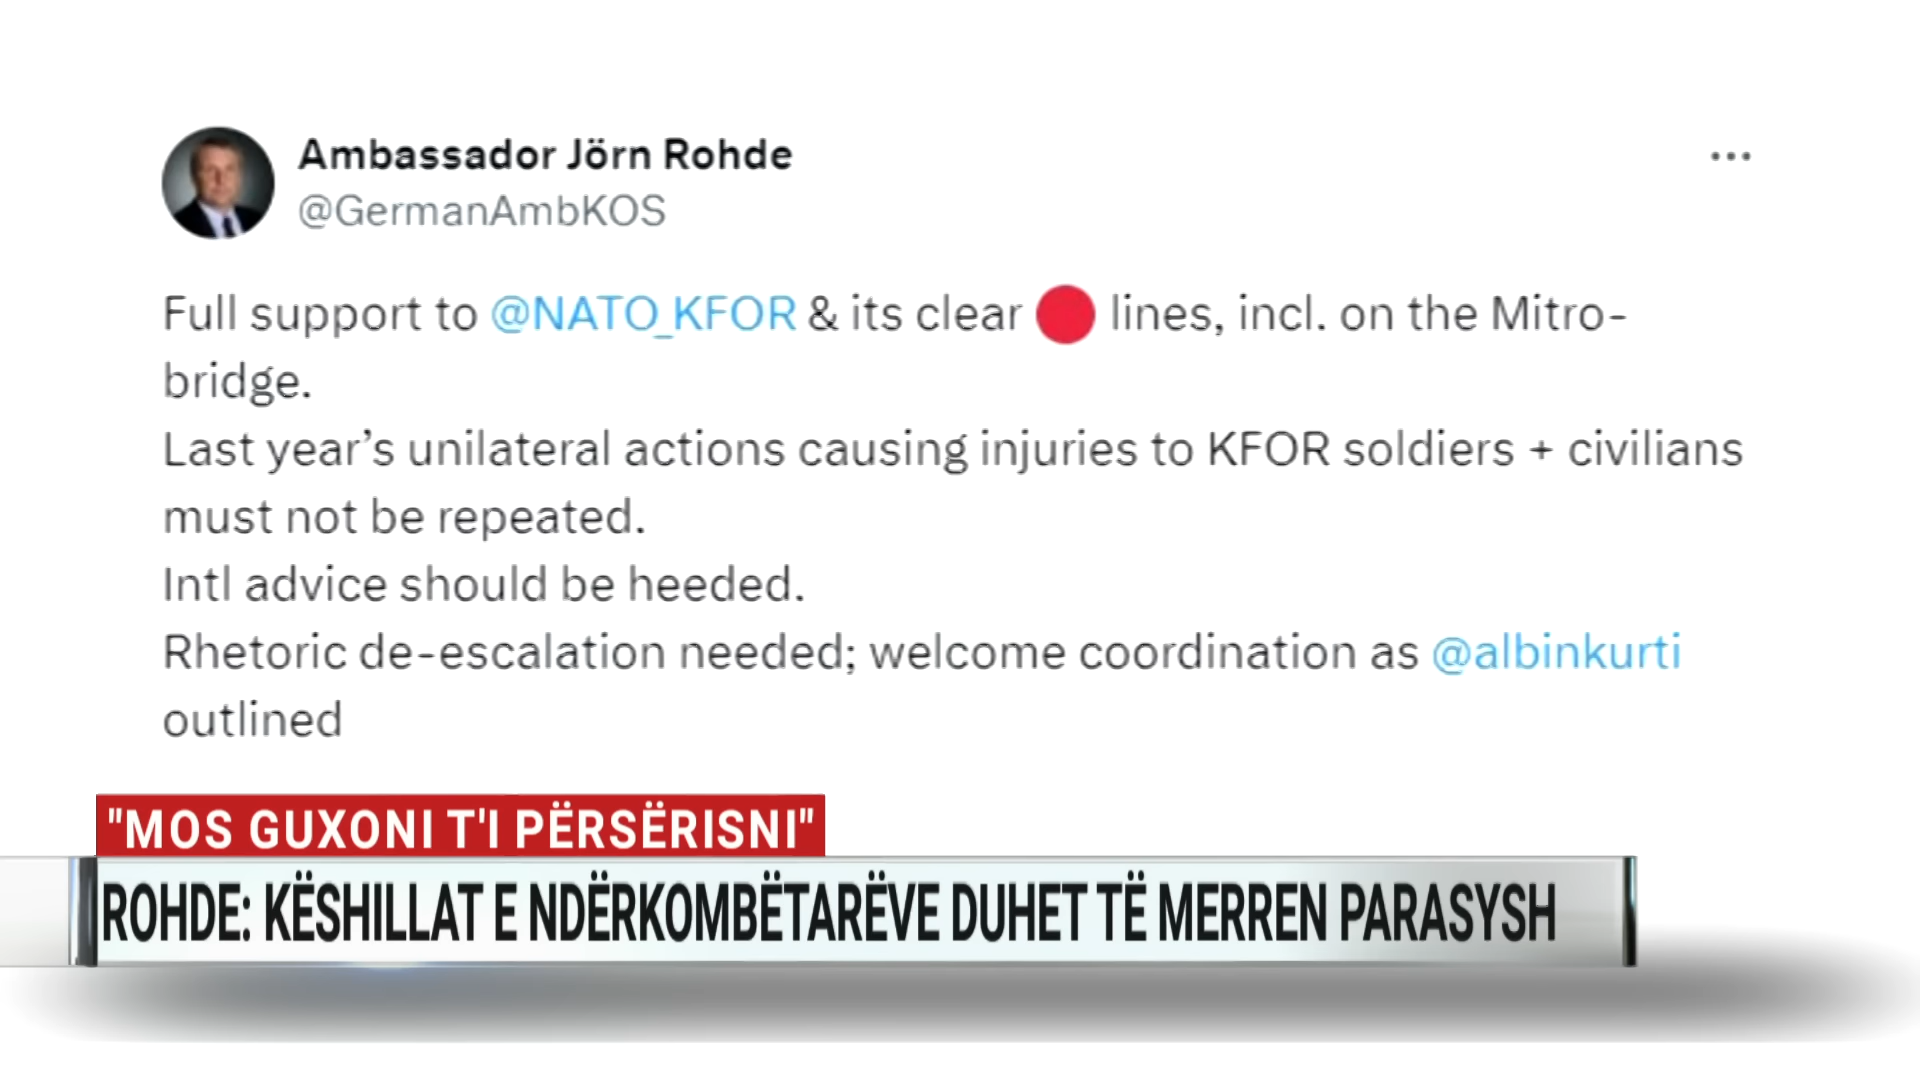 Ambassador Jörn Rohde
@GermanAmbKOS
Full support to @NATO_KFOR & its clear 🔴 lines, incl. on the Mitro-
bridge.
Last year’s unilateral actions causing injuries to KFOR soldiers + civilians
must not be repeated.
Intl advice should be heeded.
Rhetoric de-escalation needed; welcome coordination as @albinkurti
outlined
"MOS GUXONI T'I PËRSËRISNI"
ROHDE: KËSHILLAT E NDËRKOMBËTARËVE DUHET TË MERREN PARASYSH